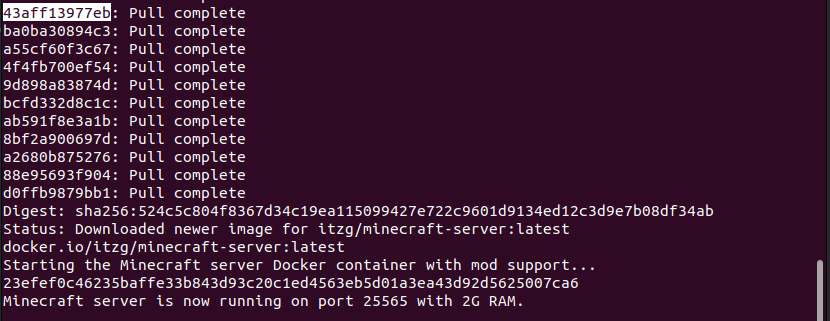 43aff13977eb: Pull complete
ba0ba30894c3: Pull complete
a55cf60f3c67: Pull complete
4f4fb700ef54: Pull complete
9d898a83874d: Pull complete
bcfd332d8c1c: Pull complete
ab591f8e3a1b: Pull complete
8bf2a900697d: Pull complete
a2680b875276: Pull complete
88e95693f904: Pull complete
d0ffb9879bb1: Pull complete
Digest: sha256:524c5c804f8367d34c19ea115099427e722c9601d9134ed12c3d9e7b08df34ab
Status: Downloaded newer image for itzg/minecraft-server:latest
docker.io/itzg/minecraft-server:latest
Starting the Minecraft server Docker container with mod support...
23efef0c46235baffe33b843d93c20c1ed4563eb5d01a3ea43d92d5625007ca6
Minecraft server is now running on port 25565 with 2G RAM.